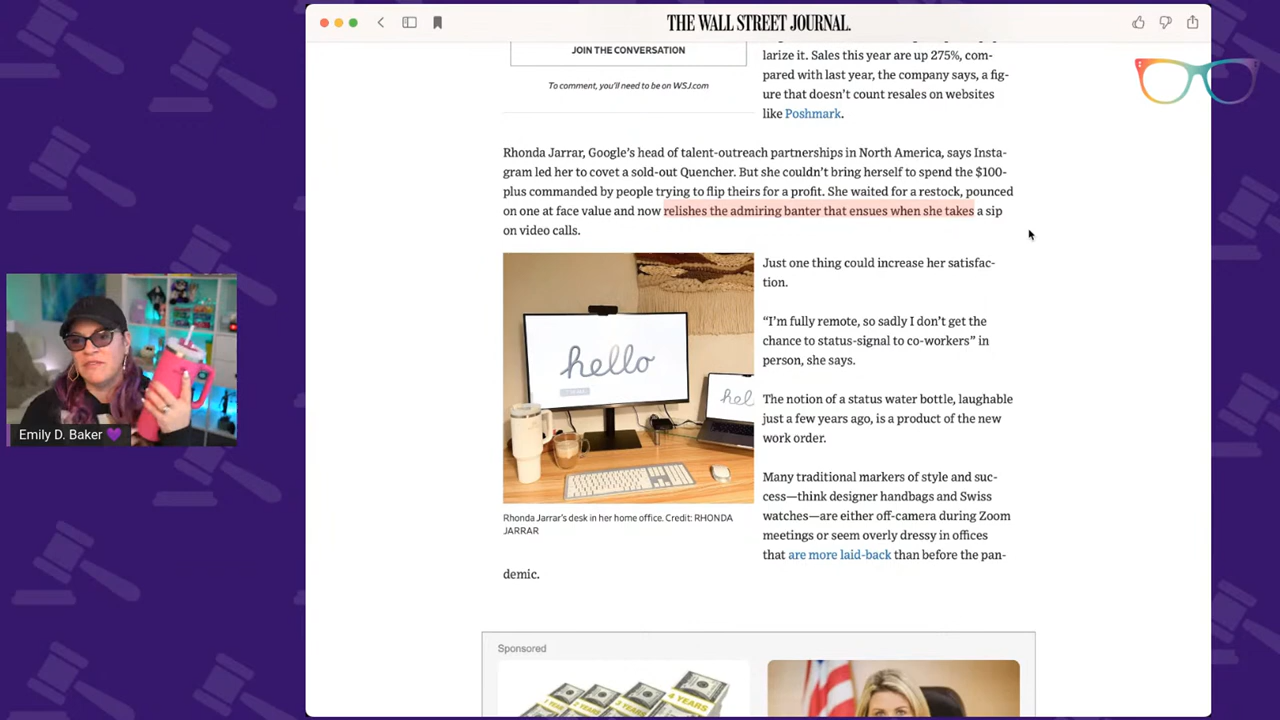 THE WALL STREET JOURNAL.
JOIN THE CONVERSATION
To comment, you'll need to be on WSJ.com
larize it. Sales this year are up 275%, com-
pared with last year, the company says, a fig-
ure that doesn't count resales on websites
like Poshmark.
Rhonda Jarrar, Google's head of talent-outreach partnerships in North America, says Insta-
gram led her to covet a sold-out Quencher. But she couldn't bring herself to spend the $100-
plus commanded by people trying to flip theirs for a profit. She waited for a restock, pounced
on one at face value and now relishes the admiring banter that ensues when she takes a sip
on video calls.
hello
hel
Rhonda Jarrar's desk in her home office. Credit: RHONDA
JARRAR
Just one thing could increase her satisfac-
tion.
“I'm fully remote, so sadly I don't get the
chance to status-signal to co-workers” in
person, she says.
The notion of a status water bottle, laughable
just a few years ago, is a product of the new
work order.
Many traditional markers of style and suc-
cess—think designer handbags and Swiss
watches—are either off-camera during Zoom
meetings or seem overly dressy in offices
that are more laid-back than before the pan-
demic.
Sponsored
4 YEARS
Emily D. Baker 💜